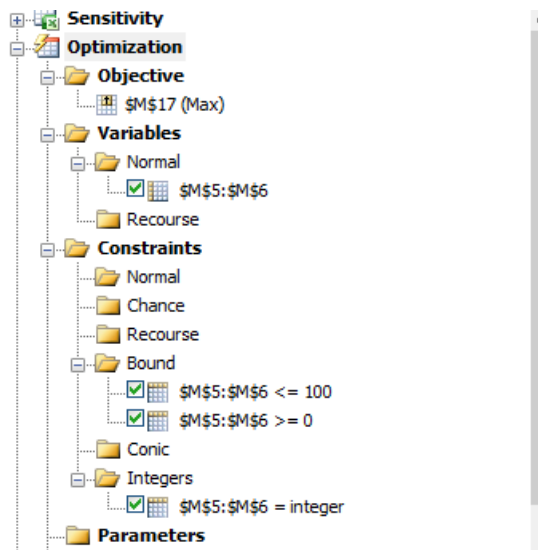 Sensitivity
Optimization
Objective
$M$17 (Max)
Variables
Normal
$M$5:$M$6
Recourse
Constraints
Normal
Chance
Recourse
Bound
$M$5:$M$6 <= 100
$M$5:$M$6 >= 0
Conic
Integers
$M$5:$M$6 = integer
Parameters